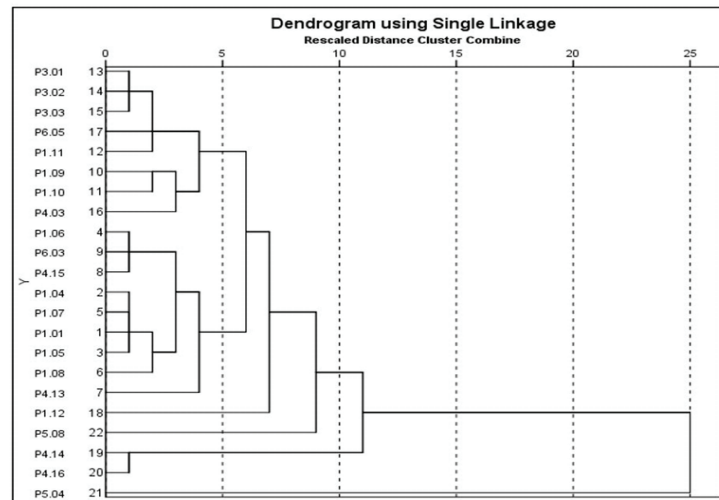 Dendrogram using Single Linkage
Rescaled Distance Cluster Combine
0 5 10 15 20 25
P3.01 13
P3.02 14
P3.03 15
P6.05 17
P1.11 12
P1.09 10
P1.10 11
P4.03 16
P1.06 4
P6.03 9
P4.15 8
Y
P1.04 2
P1.07 5
P1.01 1
P1.05 3
P1.08 6
P4.13 7
P1.12 18
P5.08 22
P4.14 19
P4.16 20
P5.04 21